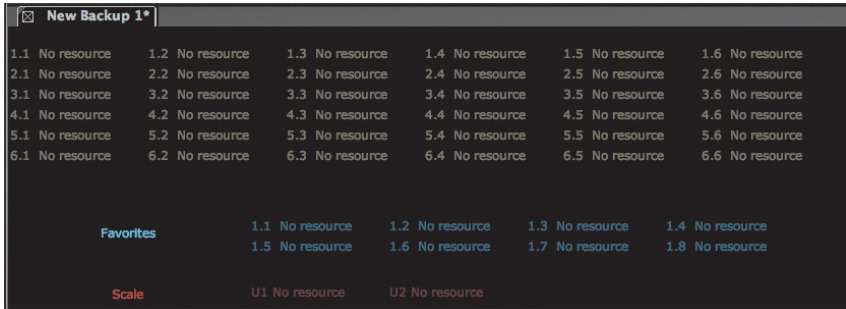 New Backup 1*
1.1 No resource 1.2 No resource 1.3 No resource 1.4 No resource 1.5 No resource 1.6 No resource
2.1 No resource 2.2 No resource 2.3 No resource 2.4 No resource 2.5 No resource 2.6 No resource
3.1 No resource 3.2 No resource 3.3 No resource 3.4 No resource 3.5 No resource 3.6 No resource
4.1 No resource 4.2 No resource 4.3 No resource 4.4 No resource 4.5 No resource 4.6 No resource
5.1 No resource 5.2 No resource 5.3 No resource 5.4 No resource 5.5 No resource 5.6 No resource
6.1 No resource 6.2 No resource 6.3 No resource 6.4 No resource 6.5 No resource 6.6 No resource
Favorites 1.1 No resource 1.2 No resource 1.3 No resource 1.4 No resource
1.5 No resource 1.6 No resource 1.7 No resource 1.8 No resource
Scale U1 No resource U2 No resource